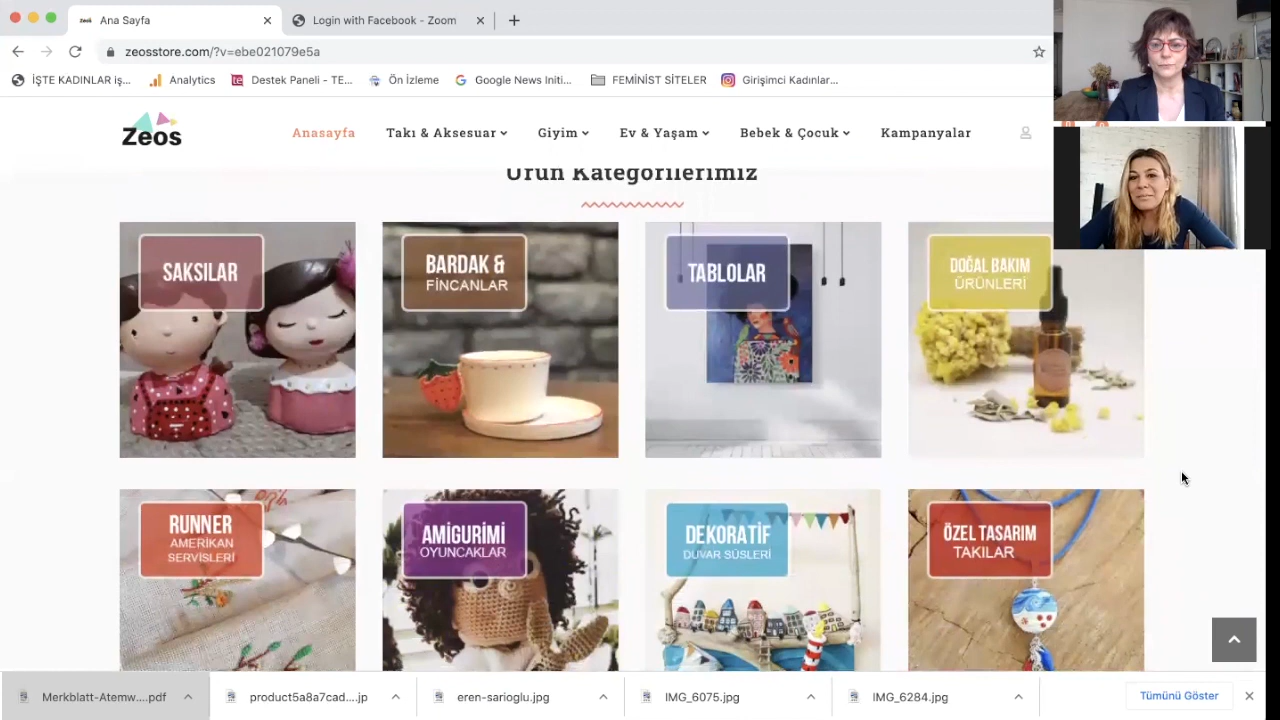 Ana Sayfa
Login with Facebook - Zoom
zeosstore.com/?v=ebe021079e5a
İŞTE KADINLAR iş...
Analytics
Destek Paneli - TE...
Ön İzleme
Google News Initi...
FEMİNİST SİTELER
Girişimci Kadınlar...
Zeos
Anasayfa
Takı & Aksesuar
Giyim
Ev & Yaşam
Bebek & Çocuk
Kampanyalar
Ürün Kategorilerimiz
SAKSILAR
BARDAK &
FİNCANLAR
TABLOLAR
DOĞAL BAKIM
ÜRÜNLERİ
RUNNER
AMERİKAN
SERVİSLERİ
AMİGURİMİ
OYUNCAKLAR
DEKORATİF
DUVAR SÜSLERİ
ÖZEL TASARIM
TAKILAR
Merkblatt-Atemw....pdf
product5a8a7cad....jp
eren-sarioglu.jpg
IMG_6075.jpg
IMG_6284.jpg
Tümünü Göster